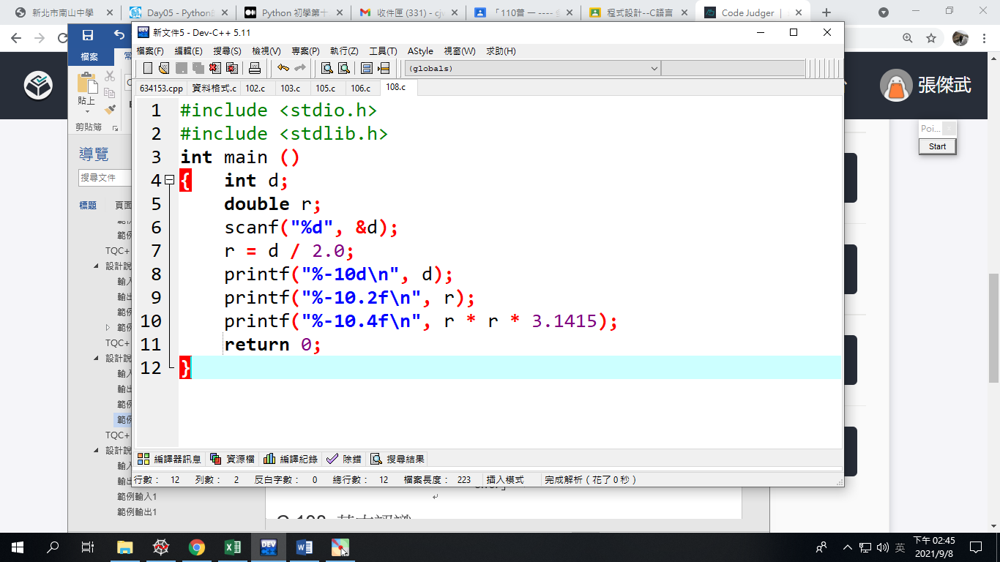 新北市南山中學
Day05 - Python
Python 初學第十
收件匣 (331) - cjw
「110普 一 ----
程式設計--C語言
Code Judger |
張傑武
Poi...
Start
檔案
貼上
剪貼簿
導覽
搜尋文件
標題 頁面
範例
TQC+
設計說
輸入
輸出
範例
範例
TQC+
設計說
輸入
輸出
範例
範例
TQC+
設計說
輸入
輸出
範例輸入1
範例輸出1
新文件5 - Dev-C++ 5.11
檔案(F) 編輯(E) 搜尋(S) 檢視(V) 專案(P) 執行(Z) 工具(T) AStyle 視窗(W) 求助(H)
(globals)
634153.cpp 資料格式.c 102.c 103.c 105.c 106.c 108.c
1 #include <stdio.h>
2 #include <stdlib.h>
3 int main ()
4 { int d;
5 double r;
6 scanf("%d", &d);
7 r = d / 2.0;
8 printf("%-10d\n", d);
9 printf("%-10.2f\n", r);
10 printf("%-10.4f\n", r * r * 3.1415);
11 return 0;
12 }
編譯器訊息 資源檔 編譯紀錄 除錯 搜尋結果
行數： 12 列數： 2 反白字數： 0 總行數： 12 檔案長度： 223 插入模式 完成解析 ( 花了 0 秒 )
英
下午 02:45
2021/9/8